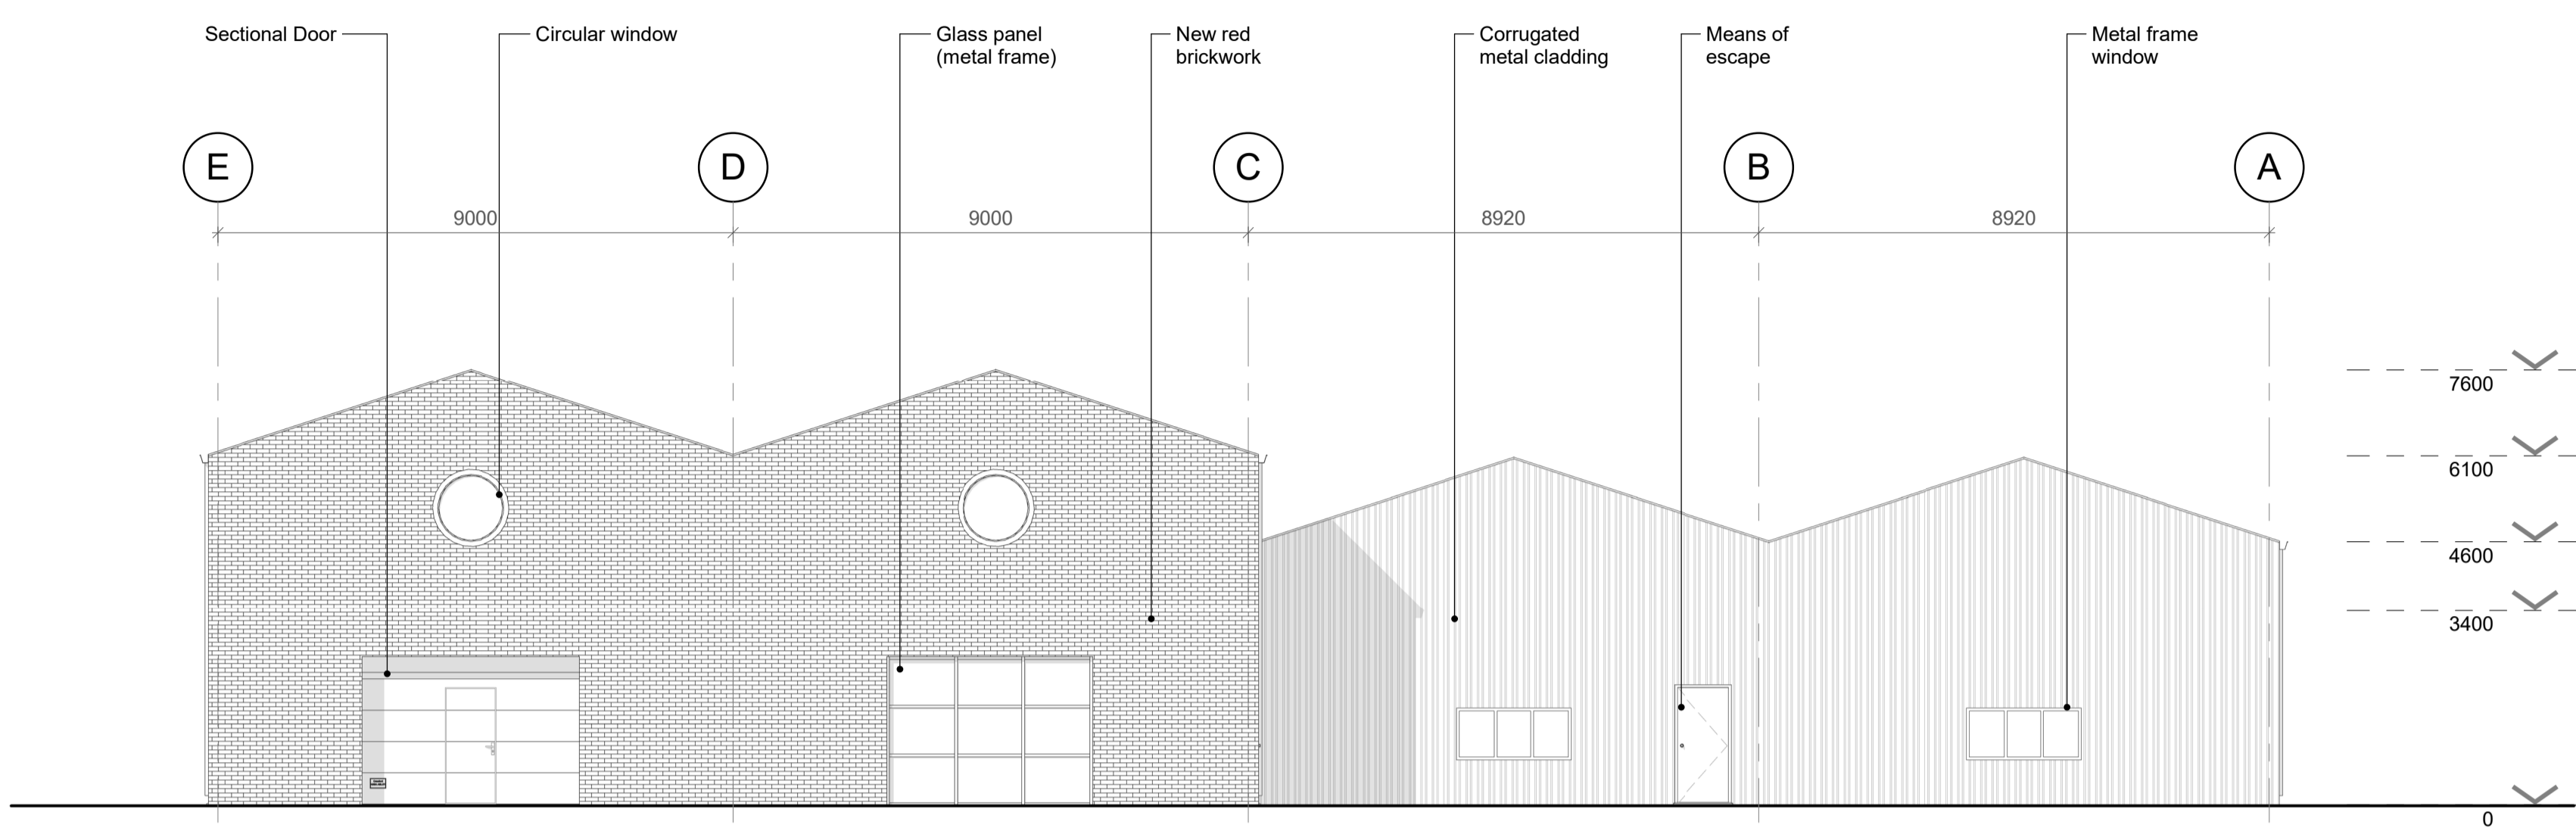 Sectional Door
Circular window
Glass panel
(metal frame)
New red
brickwork
Corrugated
metal cladding
Means of
escape
Metal frame
window
E
D
C
B
A
9000
9000
8920
8920
7600
6100
4600
3400
0